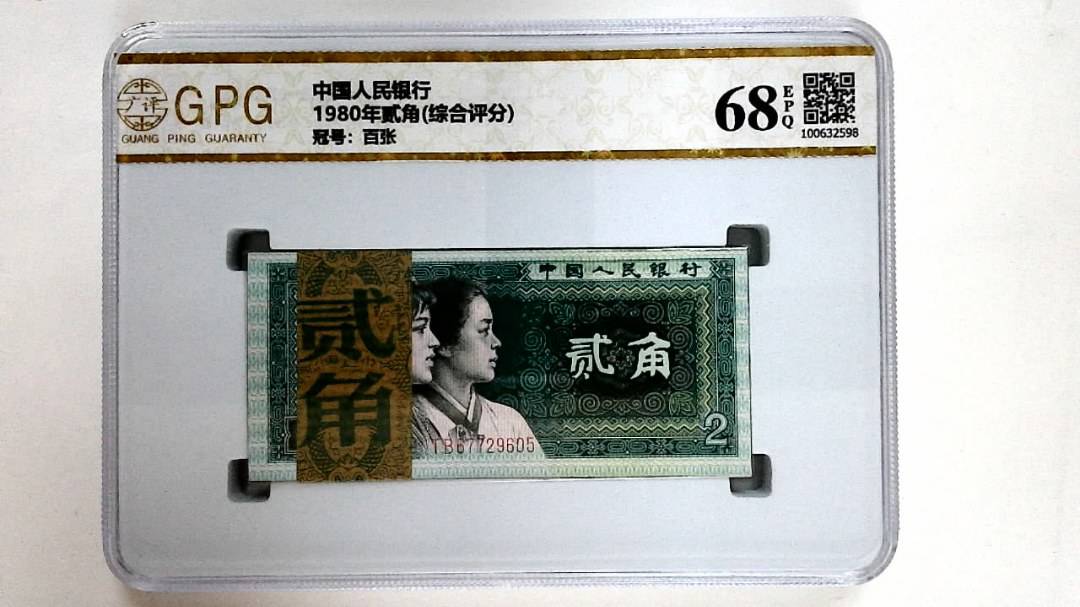 广评
GPG
GUANG PING GUARANTY
中国人民银行
1980年贰角(综合评分)
冠号：百张
68
EPQ
100632598
中国人民银行
贰角
贰角
TB67729605
2